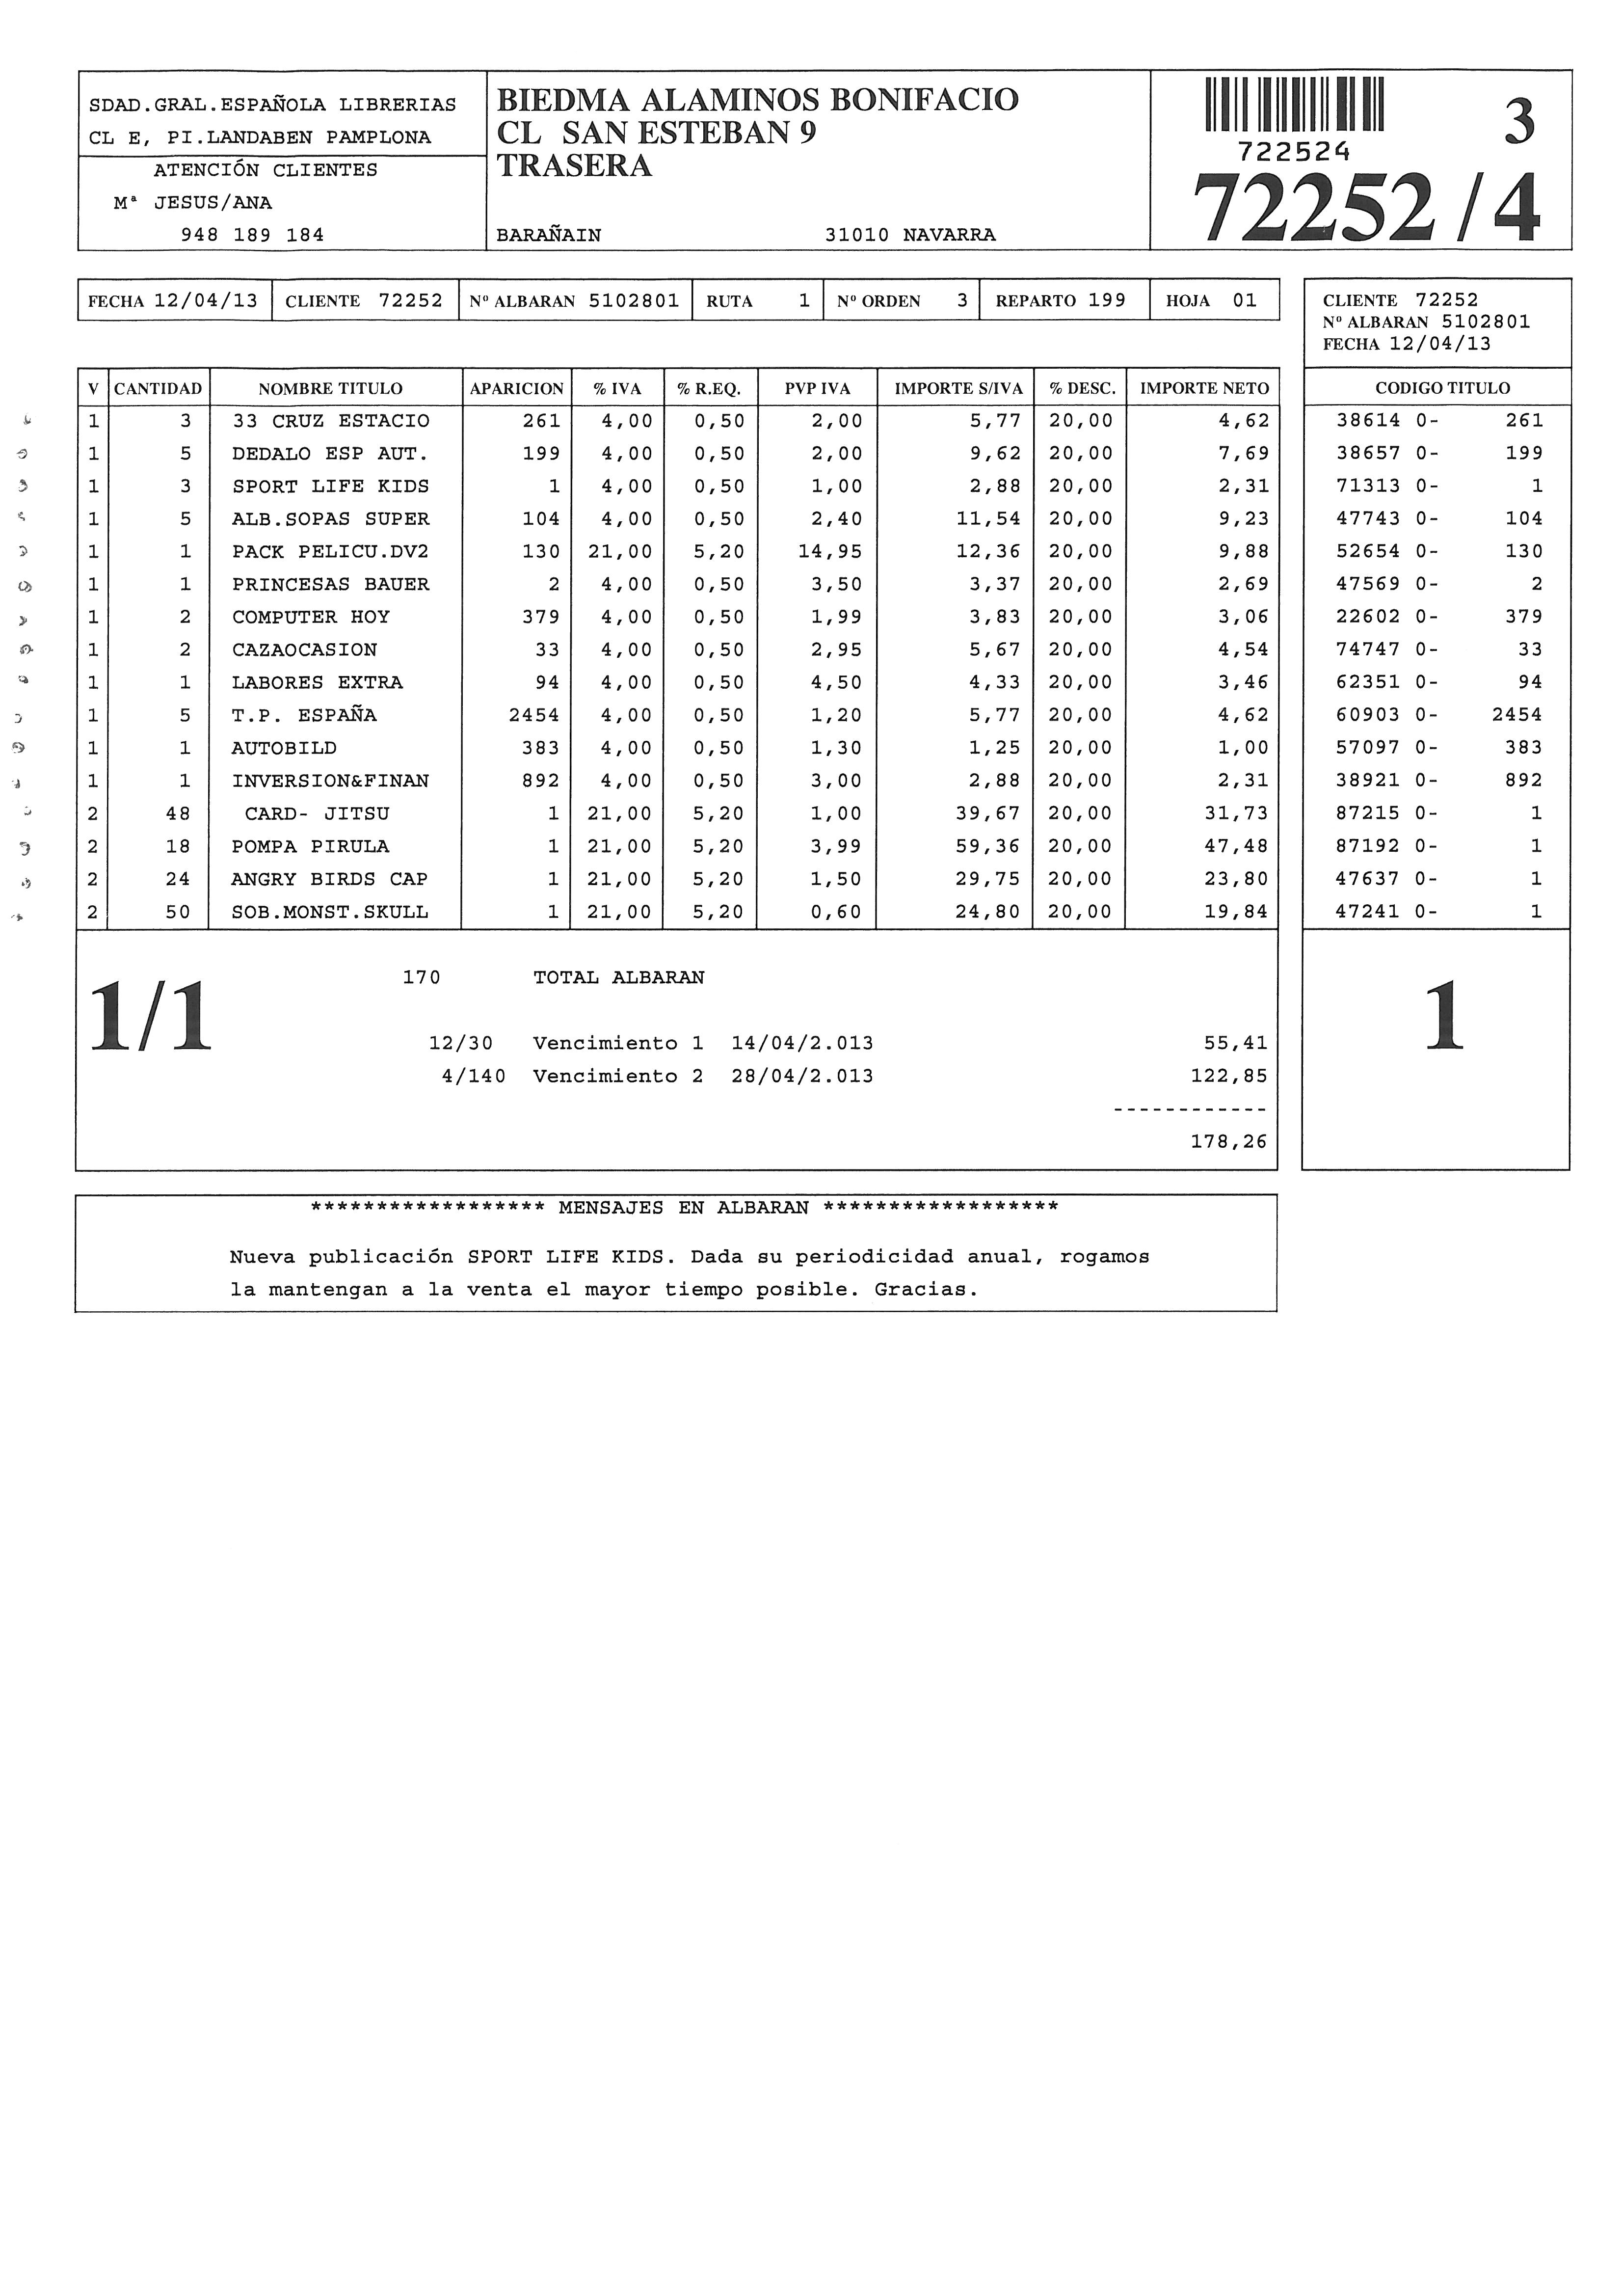 SDAD.GRAL.ESPAÑOLA LIBRERIAS
CL E, PI.LANDABEN PAMPLONA
ATENCIÓN CLIENTES
Mª JESUS/ANA
948 189 184
BIEDMA ALAMINOS BONIFACIO
CL SAN ESTEBAN 9
TRASERA
BARAÑAIN 31010 NAVARRA
722524
3
72252 / 4
FECHA 12/04/13 CLIENTE 72252 Nº ALBARAN 5102801 RUTA 1 Nº ORDEN 3 REPARTO 199 HOJA 01
CLIENTE 72252
Nº ALBARAN 5102801
FECHA 12/04/13
V CANTIDAD NOMBRE TITULO APARICION % IVA % R.EQ. PVP IVA IMPORTE S/IVA % DESC. IMPORTE NETO CODIGO TITULO
1 3 33 CRUZ ESTACIO 261 4,00 0,50 2,00 5,77 20,00 4,62 38614 0- 261
1 5 DEDALO ESP AUT. 199 4,00 0,50 2,00 9,62 20,00 7,69 38657 0- 199
1 3 SPORT LIFE KIDS 1 4,00 0,50 1,00 2,88 20,00 2,31 71313 0- 1
1 5 ALB.SOPAS SUPER 104 4,00 0,50 2,40 11,54 20,00 9,23 47743 0- 104
1 1 PACK PELICU.DV2 130 21,00 5,20 14,95 12,36 20,00 9,88 52654 0- 130
1 1 PRINCESAS BAUER 2 4,00 0,50 3,50 3,37 20,00 2,69 47569 0- 2
1 2 COMPUTER HOY 379 4,00 0,50 1,99 3,83 20,00 3,06 22602 0- 379
1 2 CAZAOCASION 33 4,00 0,50 2,95 5,67 20,00 4,54 74747 0- 33
1 1 LABORES EXTRA 94 4,00 0,50 4,50 4,33 20,00 3,46 62351 0- 94
1 5 T.P. ESPAÑA 2454 4,00 0,50 1,20 5,77 20,00 4,62 60903 0- 2454
1 1 AUTOBILD 383 4,00 0,50 1,30 1,25 20,00 1,00 57097 0- 383
1 1 INVERSION&FINAN 892 4,00 0,50 3,00 2,88 20,00 2,31 38921 0- 892
2 48 CARD- JITSU 1 21,00 5,20 1,00 39,67 20,00 31,73 87215 0- 1
2 18 POMPA PIRULA 1 21,00 5,20 3,99 59,36 20,00 47,48 87192 0- 1
2 24 ANGRY BIRDS CAP 1 21,00 5,20 1,50 29,75 20,00 23,80 47637 0- 1
2 50 SOB.MONST.SKULL 1 21,00 5,20 0,60 24,80 20,00 19,84 47241 0- 1
170 TOTAL ALBARAN
1/1
1
12/30 Vencimiento 1 14/04/2.013 55,41
4/140 Vencimiento 2 28/04/2.013 122,85
------------
178,26
****************** MENSAJES EN ALBARAN ******************
Nueva publicación SPORT LIFE KIDS. Dada su periodicidad anual, rogamos
la mantengan a la venta el mayor tiempo posible. Gracias.